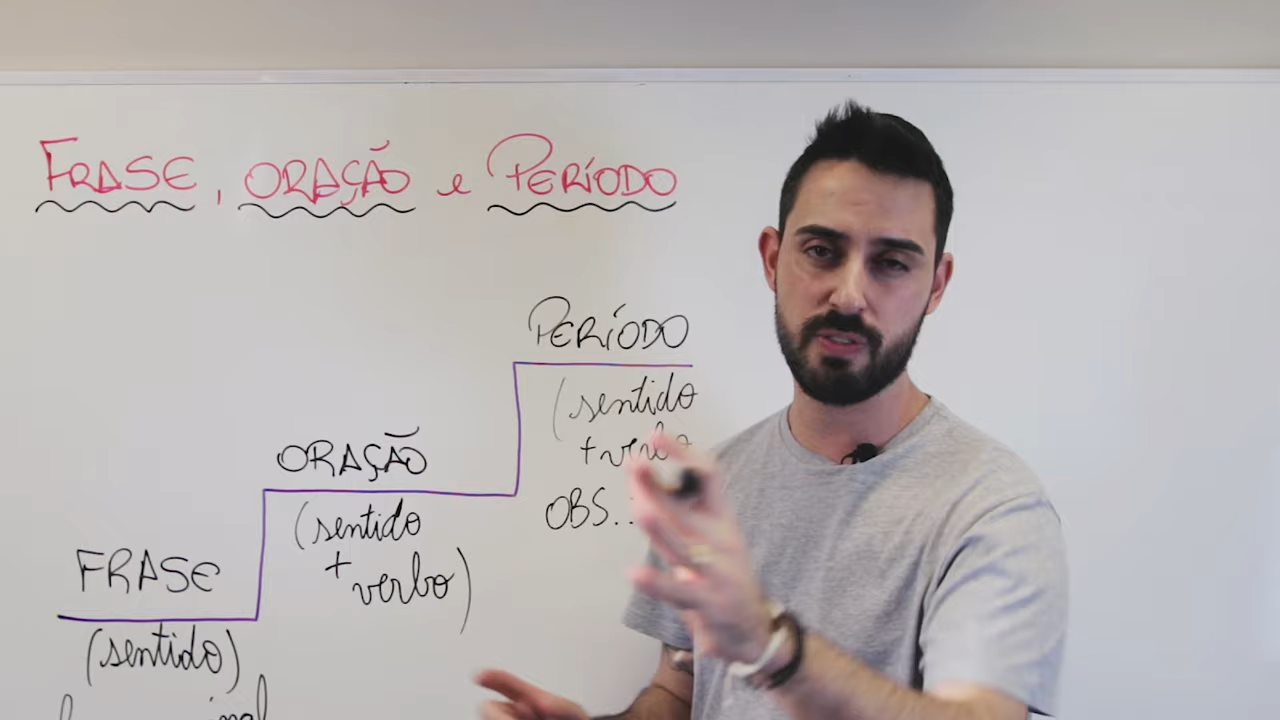 FRASE, ORAÇÃO e PERÍODO
PERÍODO
(sentido
+ verbo
OBS.:
ORAÇÃO
(sentido
+ verbo)
FRASE
(sentido)